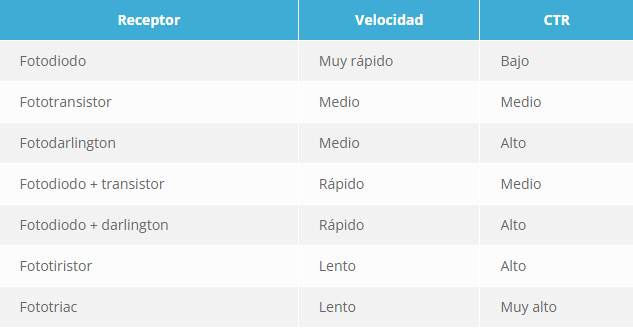 Receptor Velocidad CTR
Fotodiodo Muy rápido Bajo
Fototransistor Medio Medio
Fotodarlington Medio Alto
Fotodiodo + transistor Rápido Medio
Fotodiodo + darlington Rápido Alto
Fototiristor Lento Alto
Fototriac Lento Muy alto